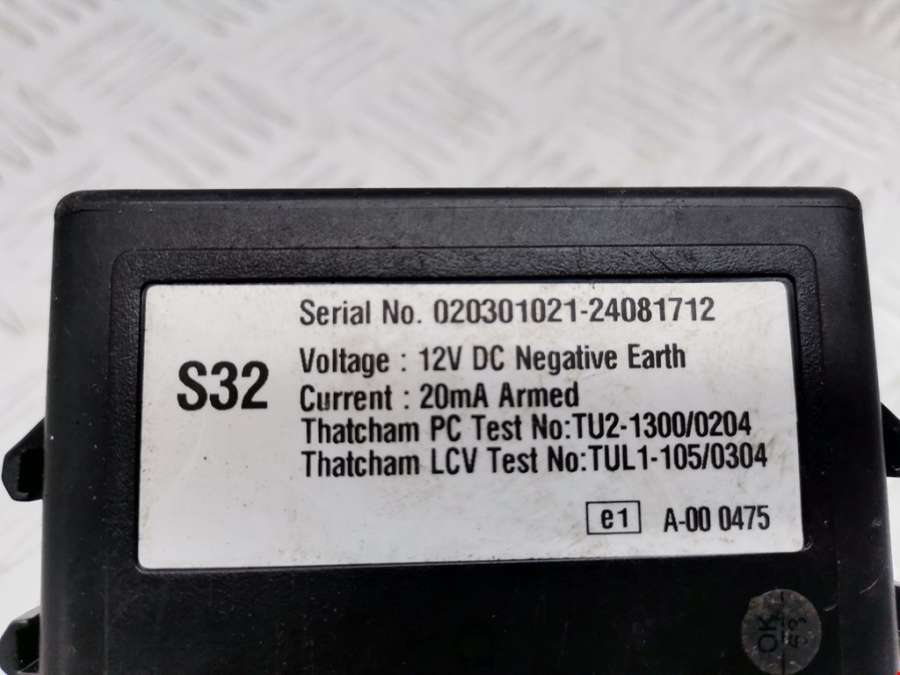 Serial No. 020301021-24081712
S32
Voltage : 12V DC Negative Earth
Current : 20mA Armed
Thatcham PC Test No:TU2-1300/0204
Thatcham LCV Test No:TUL1-105/0304
e1 A-00 0475
OK